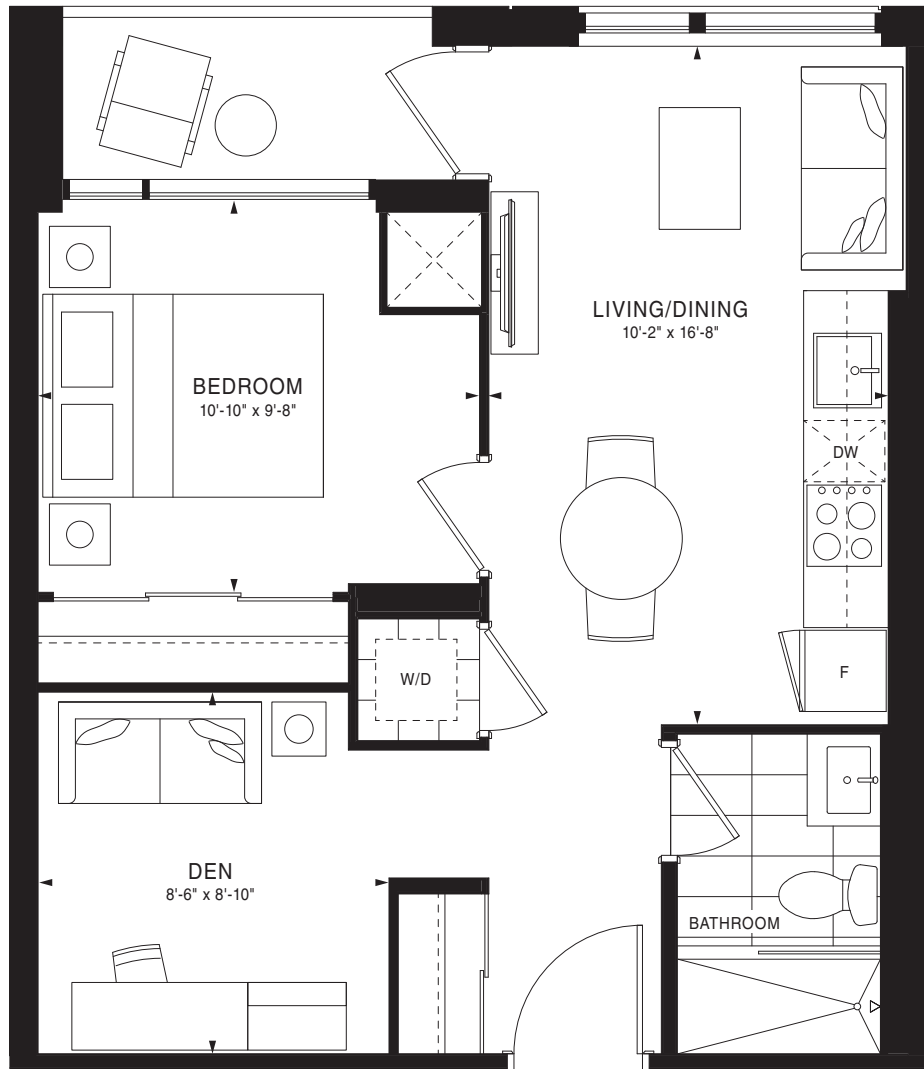 LIVING/DINING
10'-2" x 16'-8"
BEDROOM
10'-10" x 9'-8"
DW
F
W/D
DEN
8'-6" x 8'-10"
BATHROOM